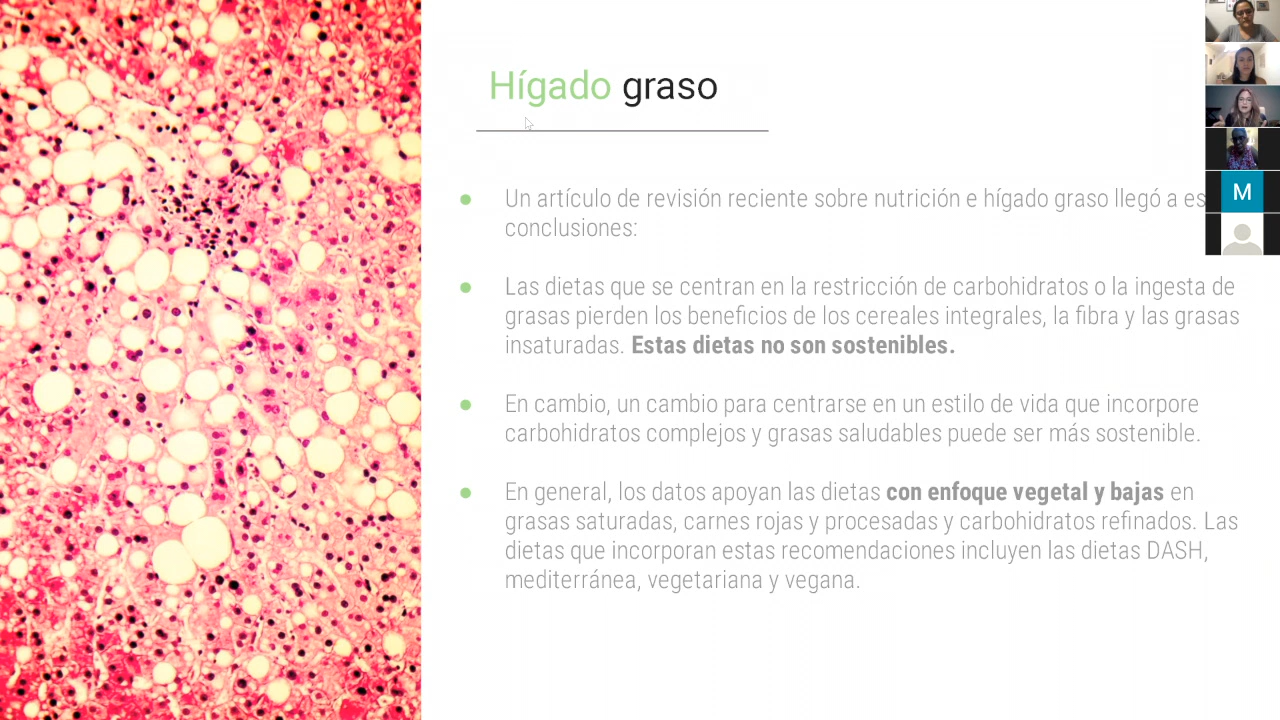 Hígado graso
M
Un artículo de revisión reciente sobre nutrición e hígado graso llegó a
conclusiones:
Las dietas que se centran en la restricción de carbohidratos o la ingesta de
grasas pierden los beneficios de los cereales integrales, la fibra y las grasas
insaturadas. Estas dietas no son sostenibles.
En cambio, un cambio para centrarse en un estilo de vida que incorpore
carbohidratos complejos y grasas saludables puede ser más sostenible.
En general, los datos apoyan las dietas con enfoque vegetal y bajas en
grasas saturadas, carnes rojas y procesadas y carbohidratos refinados. Las
dietas que incorporan estas recomendaciones incluyen las dietas DASH,
mediterránea, vegetariana y vegana.